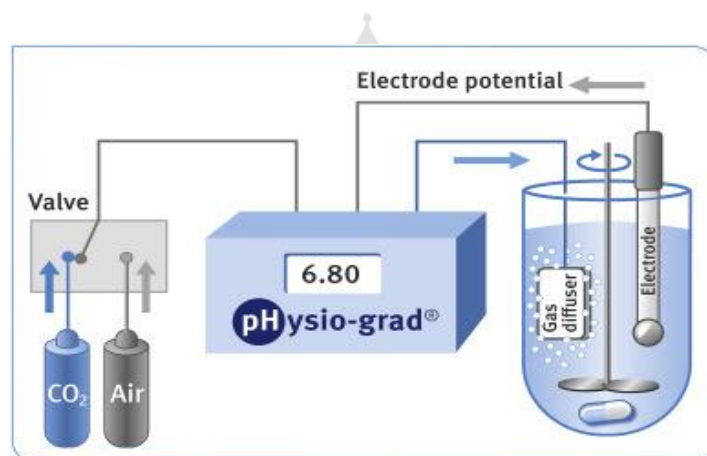 Electrode potential
Valve
6.80
pHysio-grad®
CO₂
Air
Gas
diffuser
Electrode